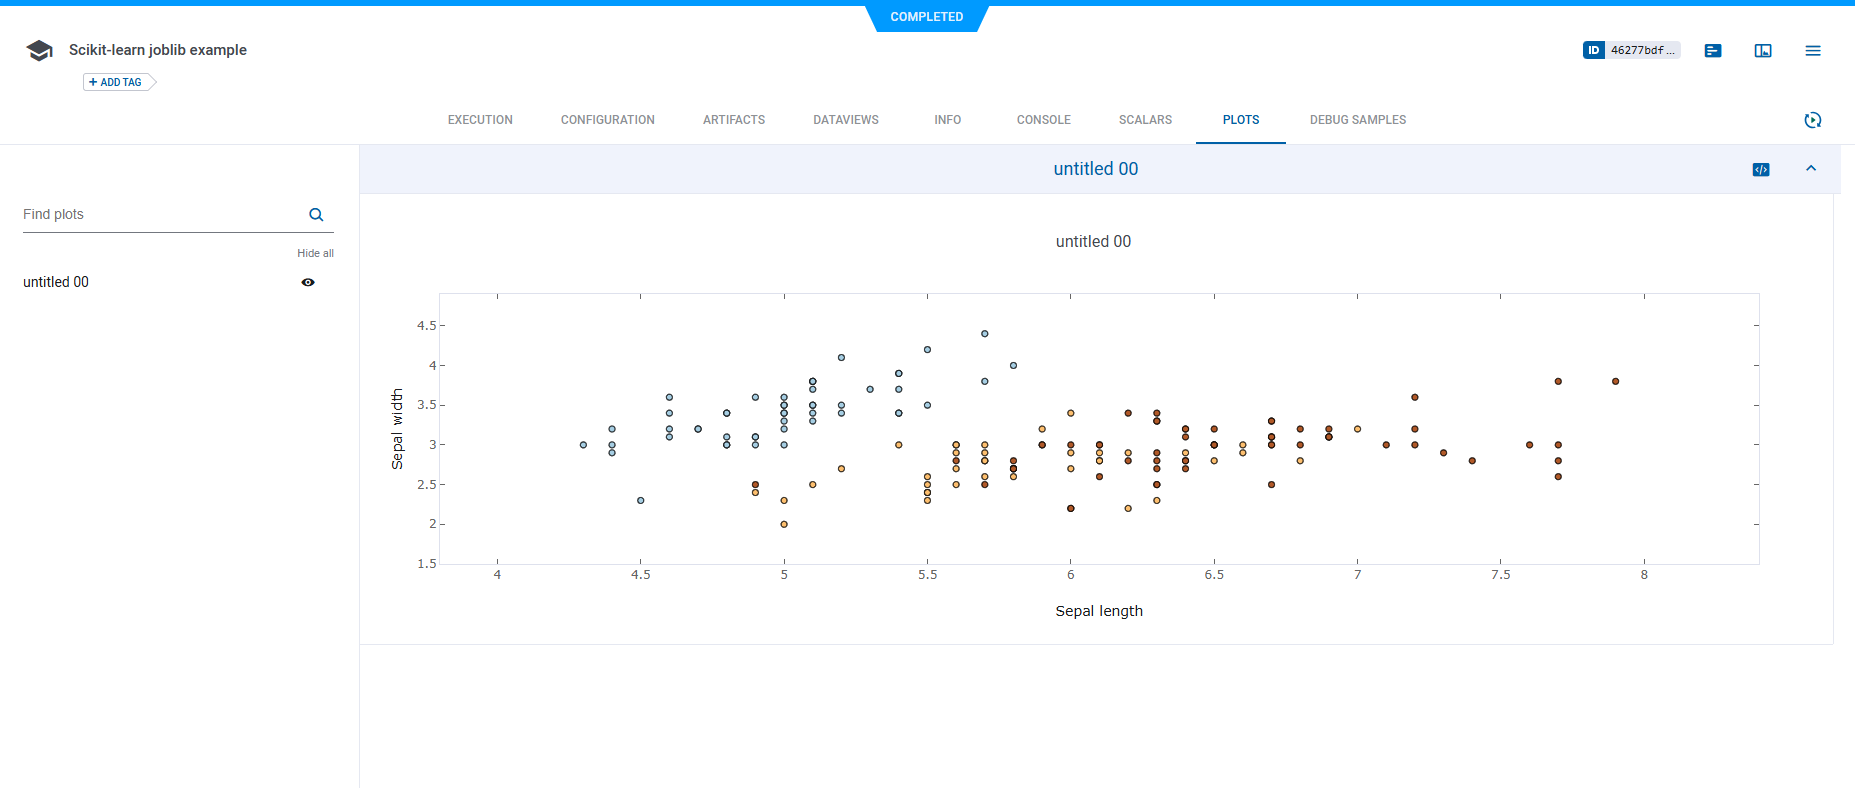 COMPLETED
Scikit-learn joblib example
ID 46277bdf...
+ ADD TAG
EXECUTION CONFIGURATION ARTIFACTS DATAVIEWS INFO CONSOLE SCALARS PLOTS DEBUG SAMPLES
untitled 00
Find plots
Hide all
untitled 00
untitled 00
4.5
4
3.5
3
2.5
2
1.5
Sepal width
4 4.5 5 5.5 6 6.5 7 7.5 8
Sepal length